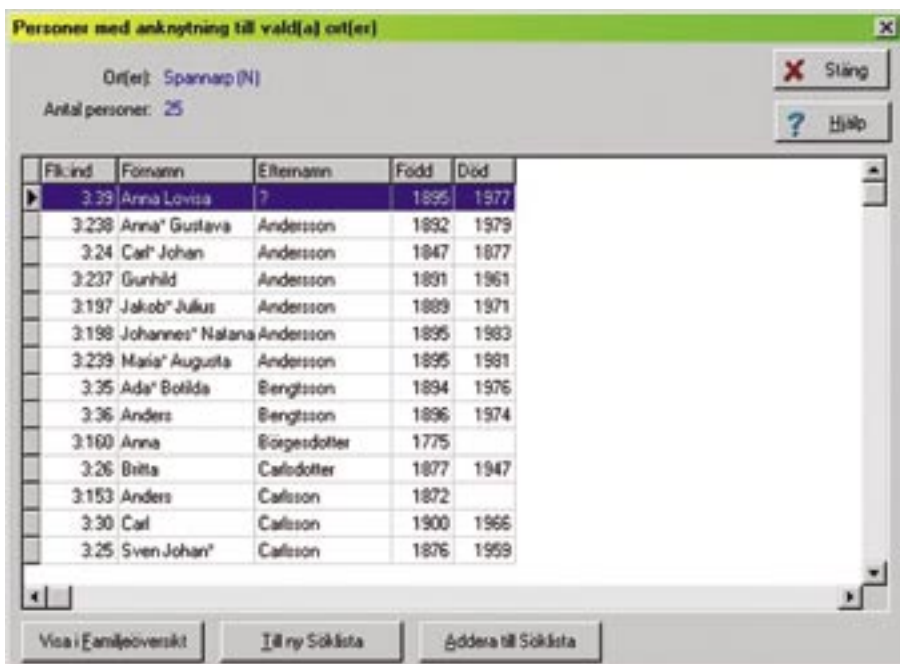 Personer med anknytning till vald(a) ort(er)
Ort(er): Spannarp (N)
Antal personer: 25
Stäng
Hjälp
Flk:ind Förnamn Efternamn Född Död
3:39 Anna Lovisa ? 1895 1977
3:238 Anna* Gustava Andersson 1892 1979
3:24 Carl* Johan Andersson 1847 1877
3:237 Gunhild Andersson 1891 1961
3:197 Jakob* Julius Andersson 1889 1971
3:198 Johannes* Natana Andersson 1895 1983
3:239 Maria* Augusta Andersson 1895 1981
3:35 Ada* Botilda Bengtsson 1894 1976
3:36 Anders Bengtsson 1896 1974
3:160 Anna Börgesdotter 1775
3:26 Britta Carlsdotter 1877 1947
3:153 Anders Carlsson 1872
3:30 Carl Carlsson 1900 1966
3:25 Sven Johan* Carlsson 1876 1959
Visa i Familjeöversikt Till ny Söklista Addera till Söklista